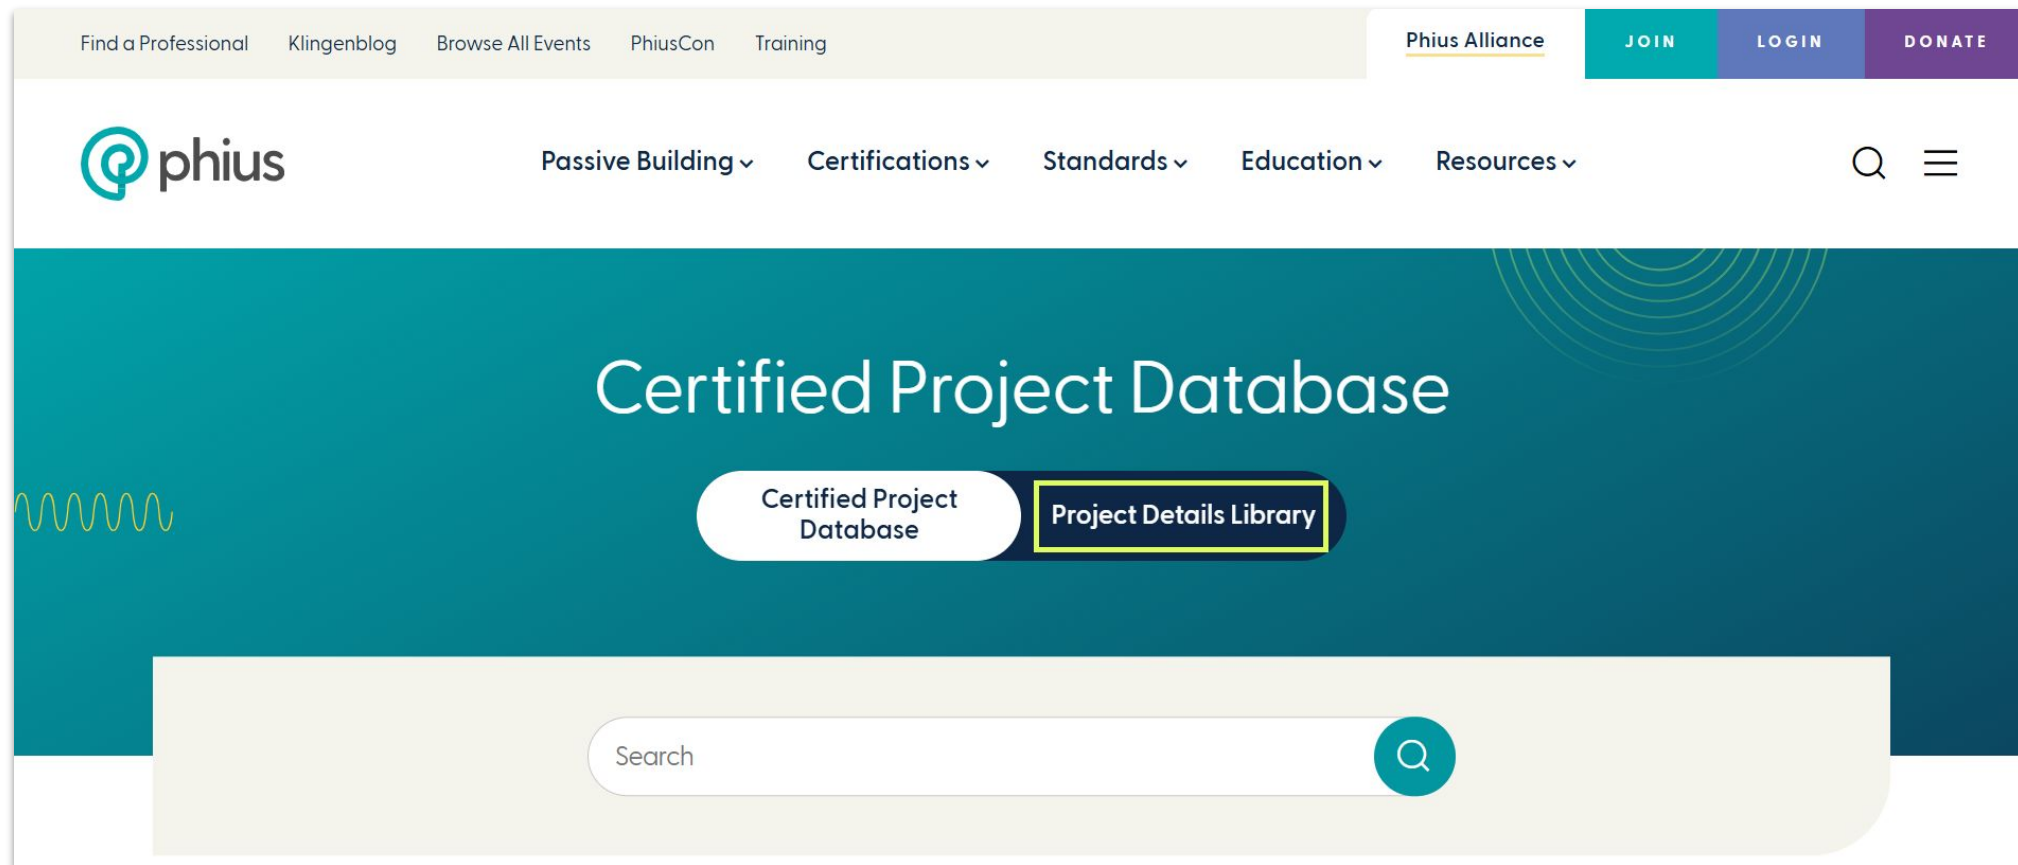 Find a Professional Klingenblog Browse All Events PhiusCon Training Phius Alliance JOIN LOGIN DONATE
phius Passive Building Certifications Standards Education Resources
Certified Project Database
Certified Project
Database
Project Details Library
Search